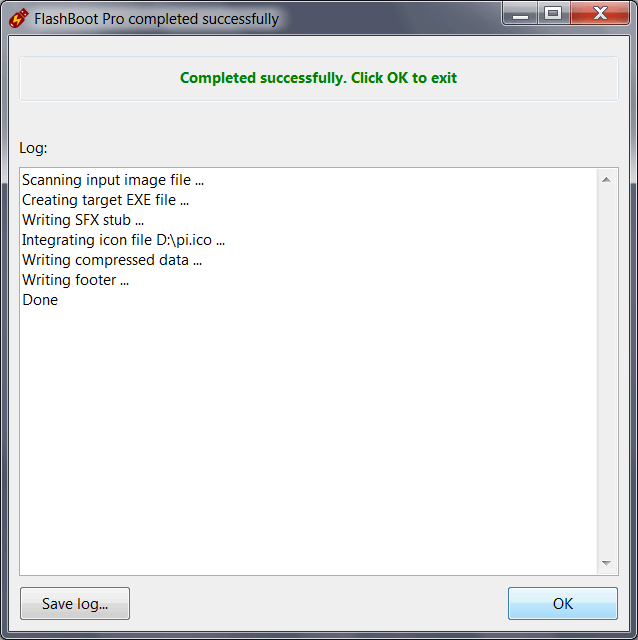 FlashBoot Pro completed successfully
Completed successfully. Click OK to exit
Log:
Scanning input image file ...
Creating target EXE file ...
Writing SFX stub ...
Integrating icon file D:\pi.ico ...
Writing compressed data ...
Writing footer ...
Done
Save log...
OK